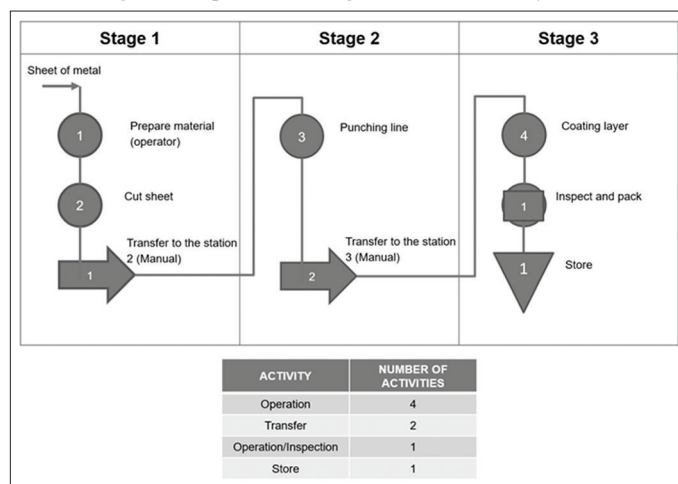 Stage 1
Stage 2
Stage 3
Sheet of metal
1
Prepare material
(operator)
2
Cut sheet
1
Transfer to the station
2 (Manual)
3
Punching line
2
Transfer to the station
3 (Manual)
4
Coating layer
1
Inspect and pack
1
Store
ACTIVITY
NUMBER OF
ACTIVITIES
Operation
4
Transfer
2
Operation/Inspection
1
Store
1